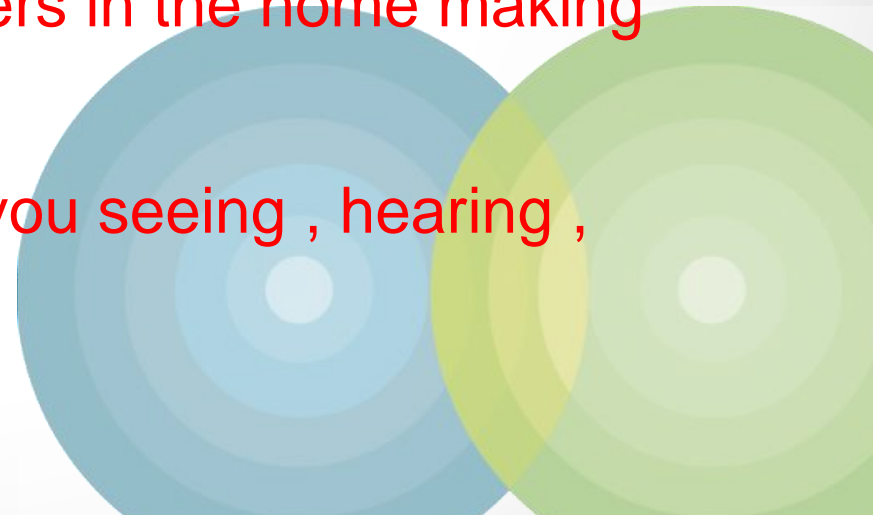 ers in the home making
you seeing , hearing ,